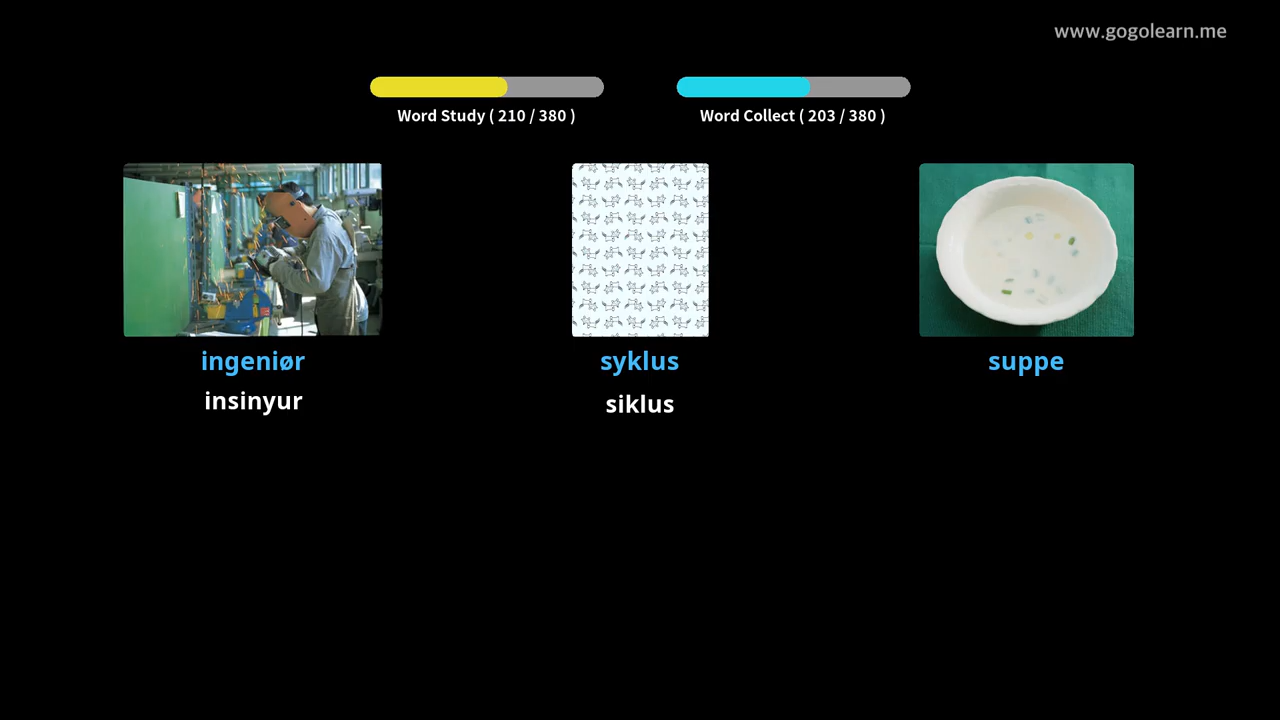 www.gogolearn.me
Word Study ( 210 / 380 )
Word Collect ( 203 / 380 )
ingeniør
syklus
suppe
insinyur
siklus